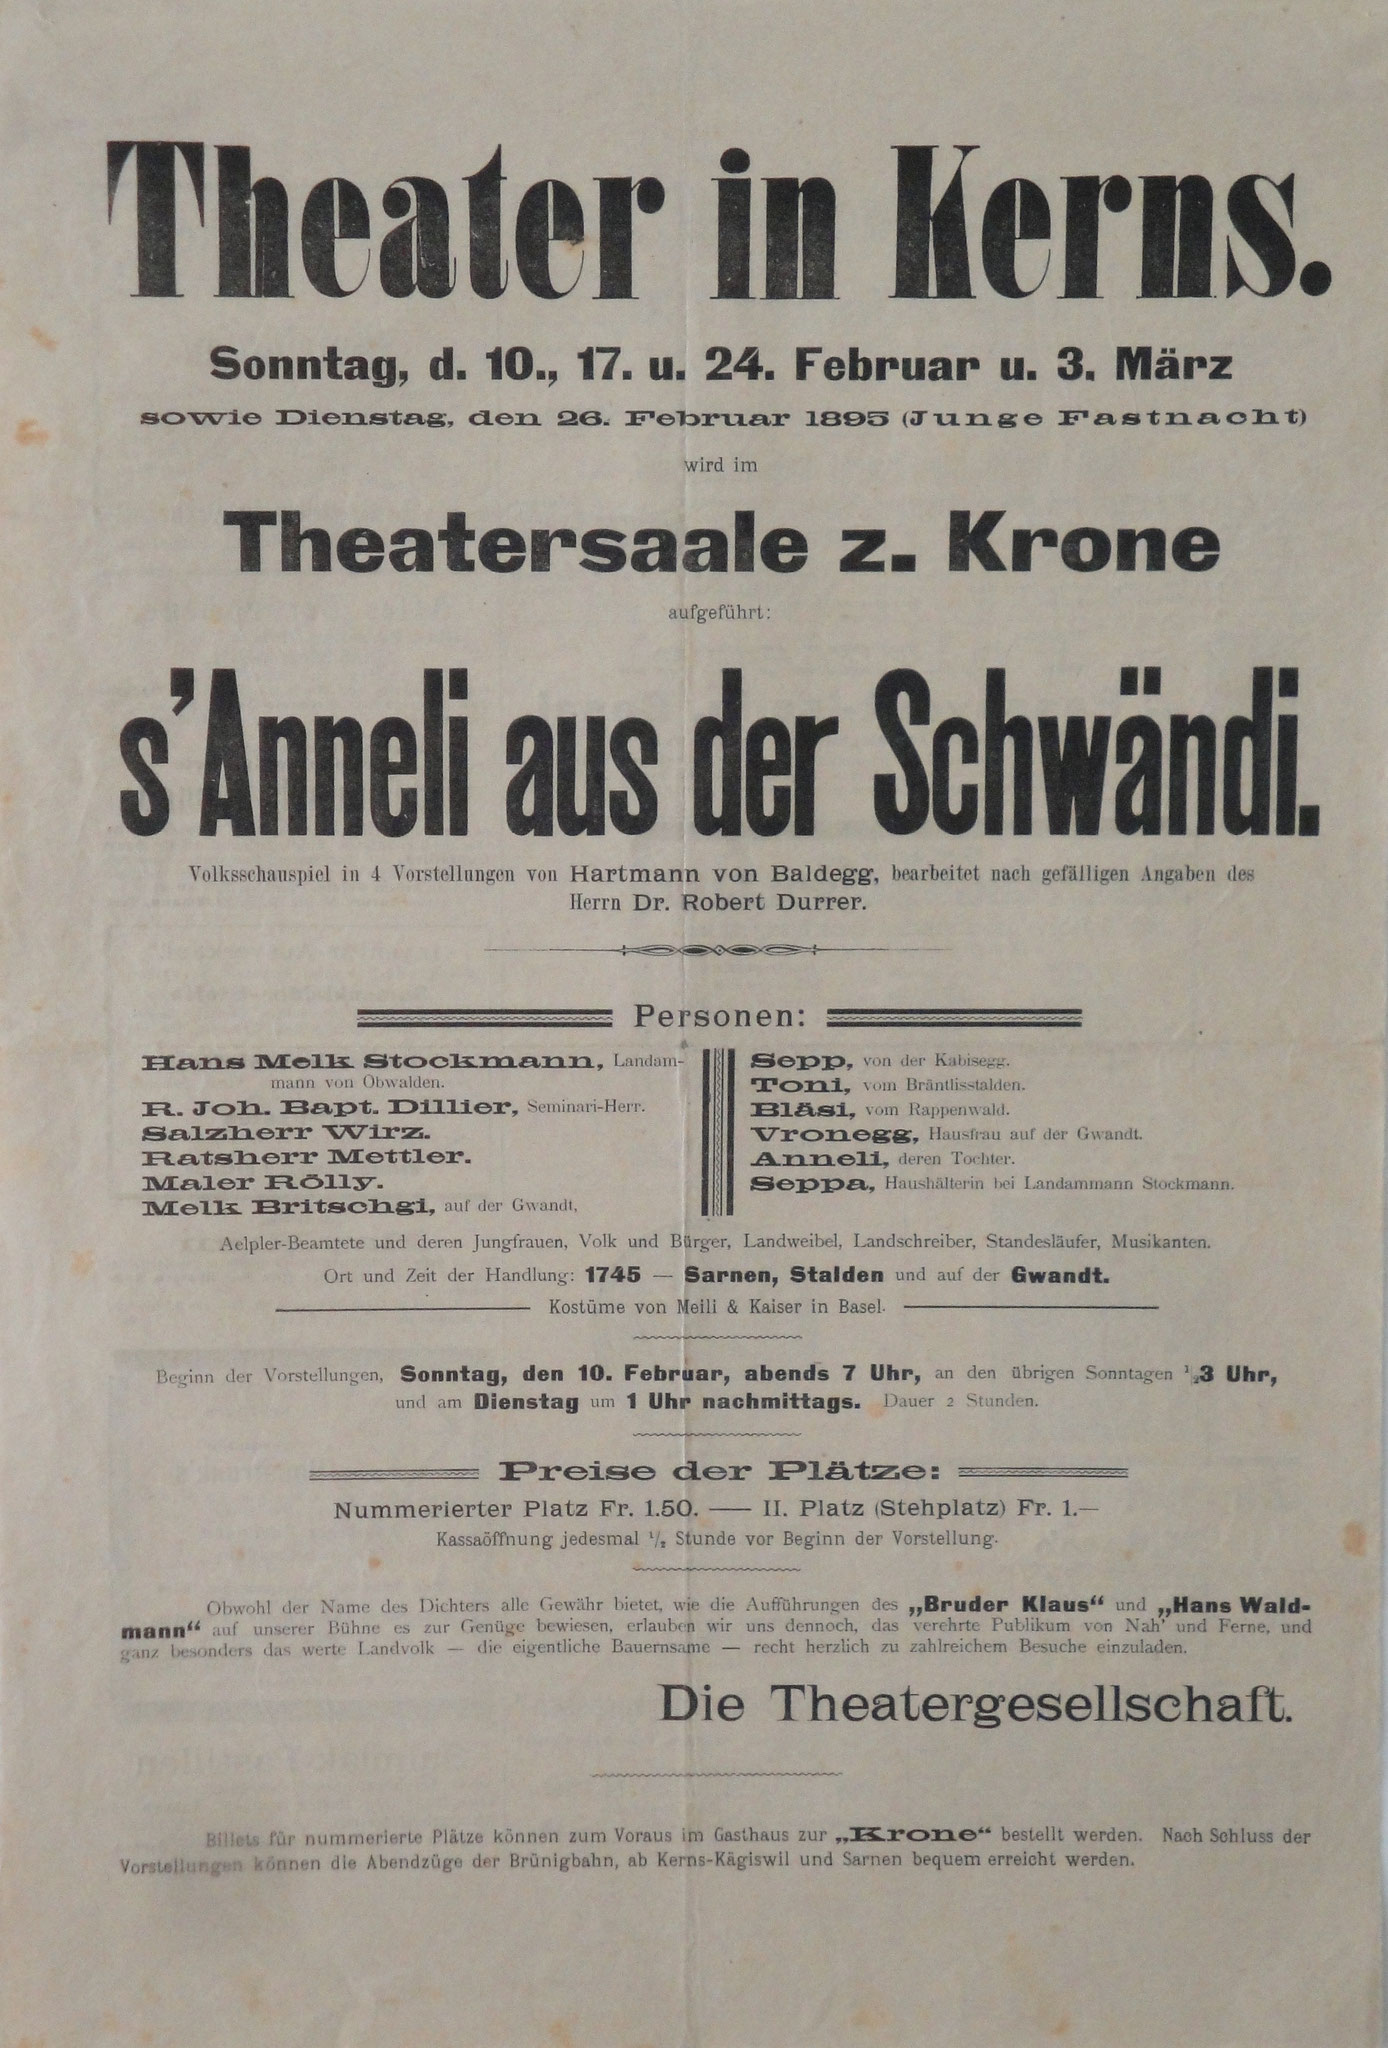 Theater in Kerns.
Sonntag, d. 10., 17. u. 24. Februar u. 3. März
sowie Dienstag, den 26. Februar 1895 (Junge Fastnacht)
wird im
Theatersaale z. Krone
aufgeführt:
s'Anneli aus der Schwändi.
Volksschauspiel in 4 Vorstellungen von Hartmann von Baldegg, bearbeitet nach gefälligen Angaben des
Herrn Dr. Robert Durrer.
Personen:
Hans Melk Stockmann, Landam-
mann von Obwalden.
R. Joh. Bapt. Dillier, Seminari-Herr.
Salzherr Wirz.
Ratsherr Mettler.
Maler Rölly.
Melk Britschgi, auf der Gwandt,
Sepp, von der Kabisegg.
Toni, vom Bräntlisstalden.
Bläsi, vom Rappenwald.
Vronegg, Hausfrau auf der Gwandt.
Anneli, deren Tochter.
Seppa, Haushälterin bei Landammann Stockmann.
Aelpler-Beamtete und deren Jungfrauen, Volk und Bürger, Landweibel, Landschreiber, Standesläufer, Musikanten.
Ort und Zeit der Handlung: 1745 — Sarnen, Stalden und auf der Gwandt.
Kostüme von Meili & Kaiser in Basel.
Beginn der Vorstellungen, Sonntag, den 10. Februar, abends 7 Uhr, an den übrigen Sonntagen ½3 Uhr,
und am Dienstag um 1 Uhr nachmittags. Dauer 2 Stunden.
Preise der Plätze:
Nummerierter Platz Fr. 1.50. — II. Platz (Stehplatz) Fr. 1.—
Kassaöffnung jedesmal ½ Stunde vor Beginn der Vorstellung.
Obwohl der Name des Dichters alle Gewähr bietet, wie die Aufführungen des „Bruder Klaus“ und „Hans Wald-
mann“ auf unserer Bühne es zur Genüge bewiesen, erlauben wir uns dennoch, das verehrte Publikum von Nah' und Ferne, und
ganz besonders das werte Landvolk — die eigentliche Bauernsame — recht herzlich zu zahlreichem Besuche einzuladen.
Die Theatergesellschaft.
Billets für nummerierte Plätze können zum Voraus im Gasthaus zur „Krone“ bestellt werden. Nach Schluss der
Vorstellungen können die Abendzüge der Brünigbahn, ab Kerns-Kägiswil und Sarnen bequem erreicht werden.